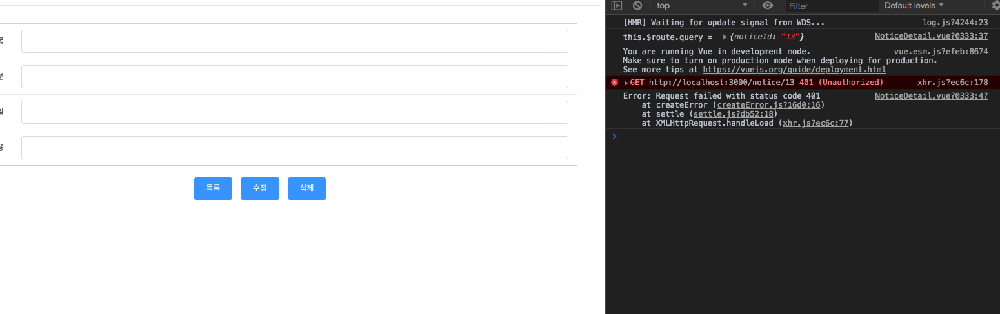 목
분
일
용
목록 수정 삭제
top Filter Default levels
[HMR] Waiting for update signal from WDS... log.js?4244:23
this.$route.query = {noticeId: "13"} NoticeDetail.vue?0333:37
You are running Vue in development mode. vue.esm.js?efeb:8674
Make sure to turn on production mode when deploying for production.
See more tips at https://vuejs.org/guide/deployment.html
GET http://localhost:3000/notice/13 401 (Unauthorized) xhr.js?ec6c:178
Error: Request failed with status code 401 NoticeDetail.vue?0333:47
at createError (createError.js?16d0:16)
at settle (settle.js?db52:18)
at XMLHttpRequest.handleLoad (xhr.js?ec6c:77)